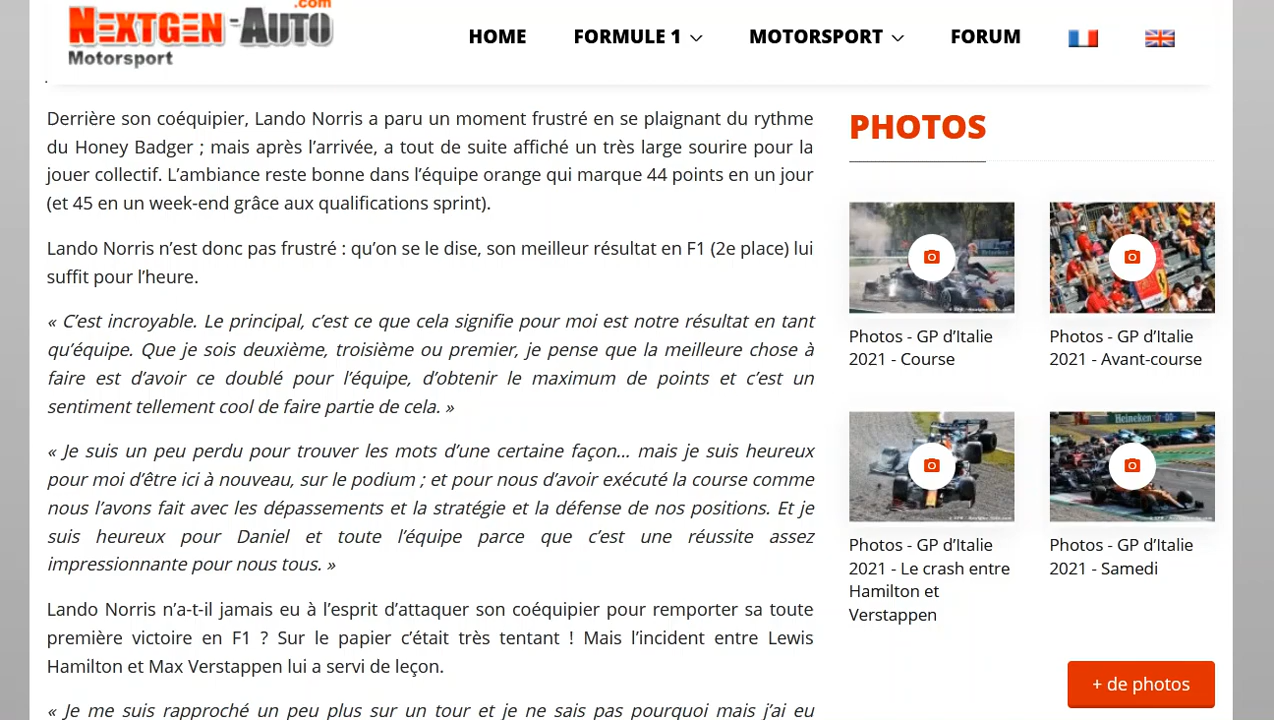 .com
NEXTGEN-AUTO
Motorsport
HOME
FORMULE 1
MOTORSPORT
FORUM
Derrière son coéquipier, Lando Norris a paru un moment frustré en se plaignant du rythme
du Honey Badger ; mais après l’arrivée, a tout de suite affiché un très large sourire pour la
jouer collectif. L’ambiance reste bonne dans l’équipe orange qui marque 44 points en un jour
(et 45 en un week-end grâce aux qualifications sprint).
Lando Norris n’est donc pas frustré : qu’on se le dise, son meilleur résultat en F1 (2e place) lui
suffit pour l’heure.
« C’est incroyable. Le principal, c’est ce que cela signifie pour moi est notre résultat en tant
qu’équipe. Que je sois deuxième, troisième ou premier, je pense que la meilleure chose à
faire est d’avoir ce doublé pour l’équipe, d’obtenir le maximum de points et c’est un
sentiment tellement cool de faire partie de cela. »
« Je suis un peu perdu pour trouver les mots d’une certaine façon… mais je suis heureux
pour moi d’être ici à nouveau, sur le podium ; et pour nous d’avoir exécuté la course comme
nous l’avons fait avec les dépassements et la stratégie et la défense de nos positions. Et je
suis heureux pour Daniel et toute l’équipe parce que c’est une réussite assez
impressionnante pour nous tous. »
Lando Norris n’a-t-il jamais eu à l’esprit d’attaquer son coéquipier pour remporter sa toute
première victoire en F1 ? Sur le papier c’était très tentant ! Mais l’incident entre Lewis
Hamilton et Max Verstappen lui a servi de leçon.
« Je me suis rapproché un peu plus sur un tour et je ne sais pas pourquoi mais j’ai eu
PHOTOS
Photos - GP d’Italie
2021 - Course
Photos - GP d’Italie
2021 - Avant-course
Heineken
Photos - GP d’Italie
2021 - Le crash entre
Hamilton et
Verstappen
Photos - GP d’Italie
2021 - Samedi
+ de photos